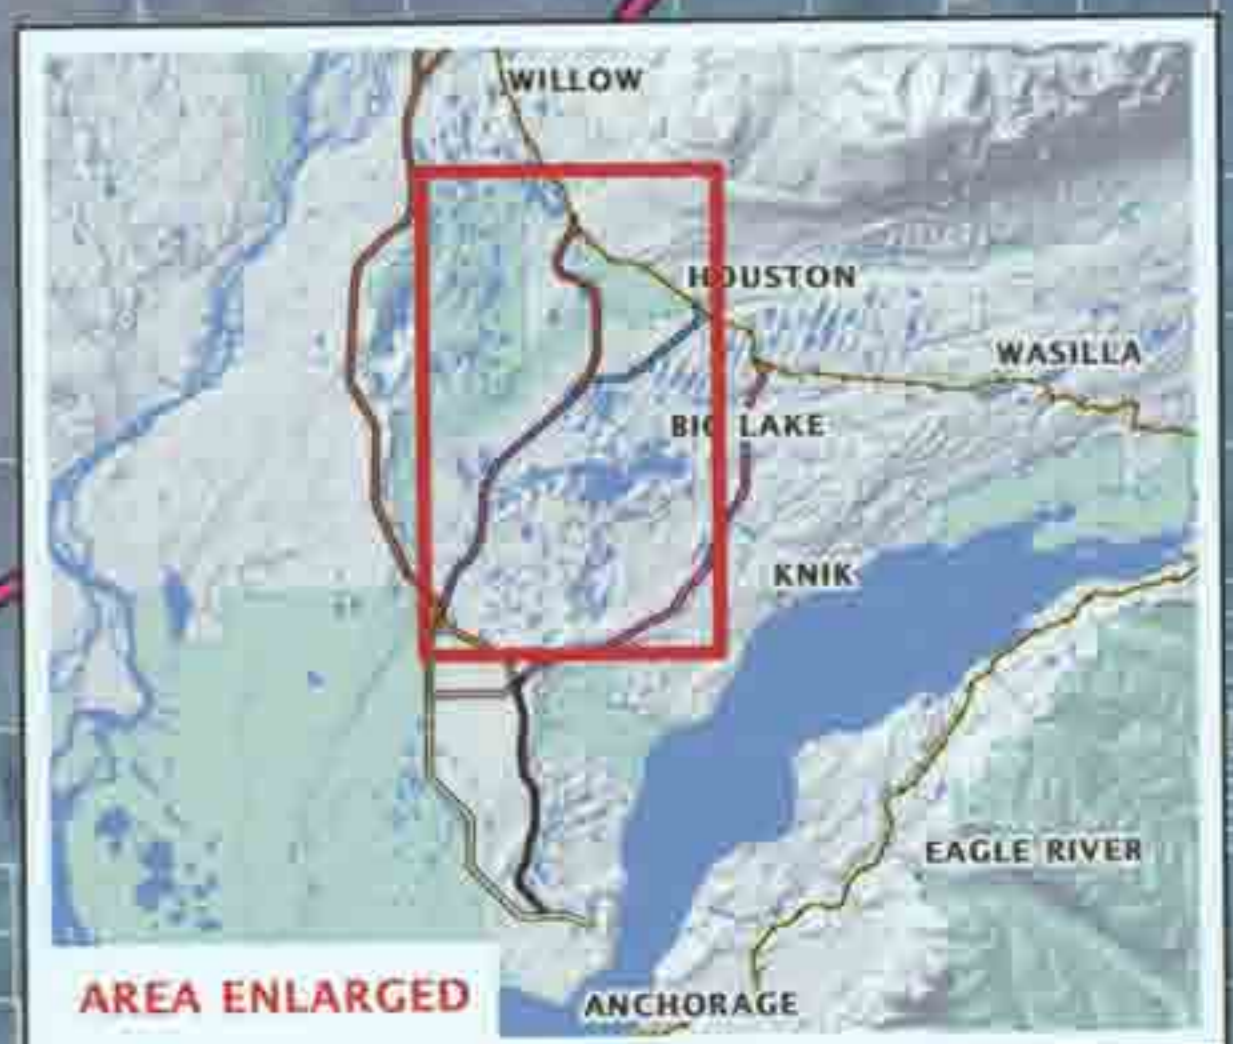 WILLOW
HOUSTON
WASILLA
BIG LAKE
KNIK
EAGLE RIVER
AREA ENLARGED
ANCHORAGE